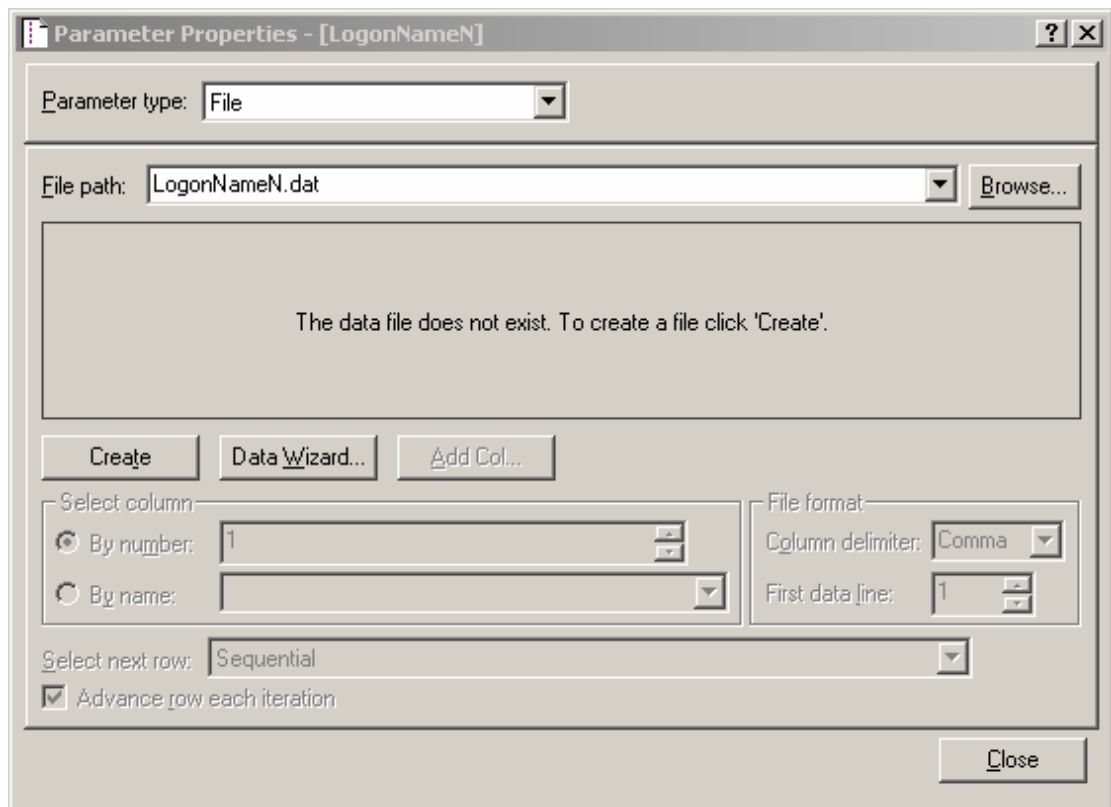 Parameter Properties - [LogonNameN]
Parameter type: File
File path: LogonNameN.dat Browse...
The data file does not exist. To create a file click 'Create'.
Create Data Wizard... Add Col...
Select column File format
By number: 1 Column delimiter: Comma
By name: First data line: 1
Select next row: Sequential
Advance row each iteration
Close